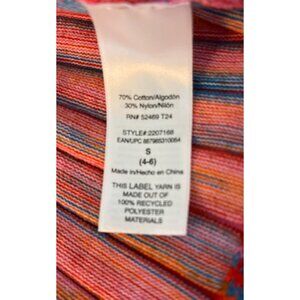 70% Cotton/Algodón
30% Nylon/Nilón
RN# 52469 T24
STYLE#:2207168
EAN/UPC 667985310064
S
(4-6)
Made in/Hecho en China
THIS LABEL YARN IS
MADE OUT OF
100% RECYCLED
POLYESTER
MATERIALS